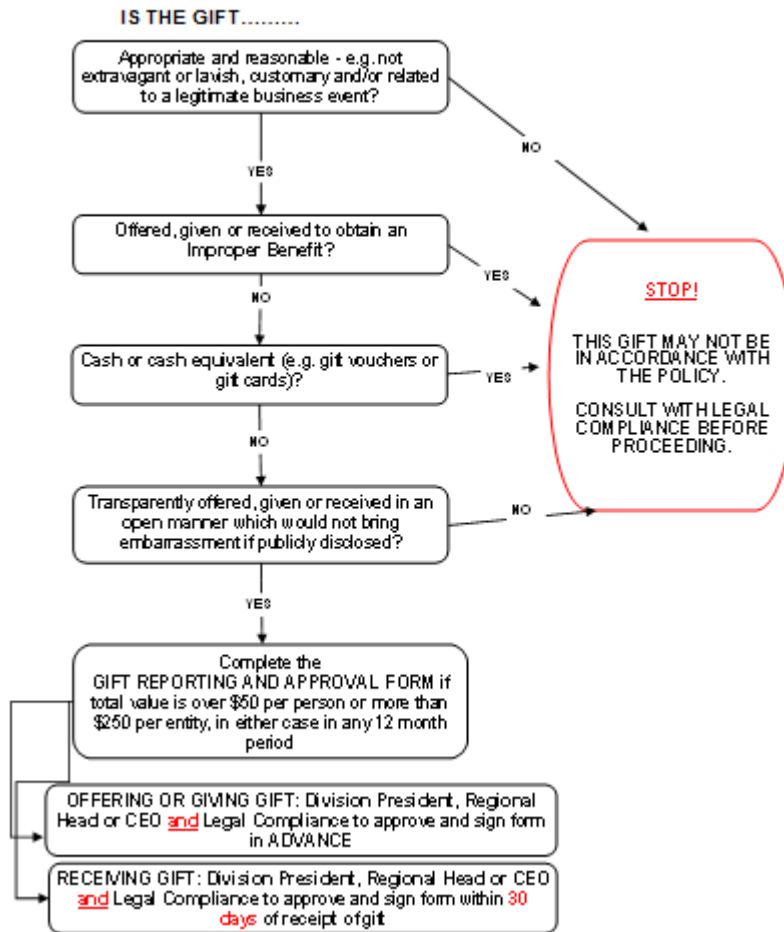 IS THE GIFT.........
Appropriate and reasonable - e.g. not
extravagant or lavish, customary and/or related
to a legitimate business event?
NO
YES
Offered, given or received to obtain an
Improper Benefit?
YES
NO
STOP!
THIS GIFT MAY NOT BE
IN ACCORDANCE WITH
THE POLICY.
CONSULT WITH LEGAL
COMPLIANCE BEFORE
PROCEEDING.
Cash or cash equivalent (e.g. gift vouchers or
gift cards)?
YES
NO
Transparently offered, given or received in an
open manner which would not bring
embarrassment if publicly disclosed?
NO
YES
Complete the
GIFT REPORTING AND APPROVAL FORM if
total value is over $50 per person or more than
$250 per entity, in either case in any 12 month
period
OFFERING OR GIVING GIFT: Division President, Regional
Head or CEO and Legal Compliance to approve and sign form
in ADVANCE
RECEIVING GIFT: Division President, Regional Head or CEO
and Legal Compliance to approve and sign form within 30
days of receipt of gift